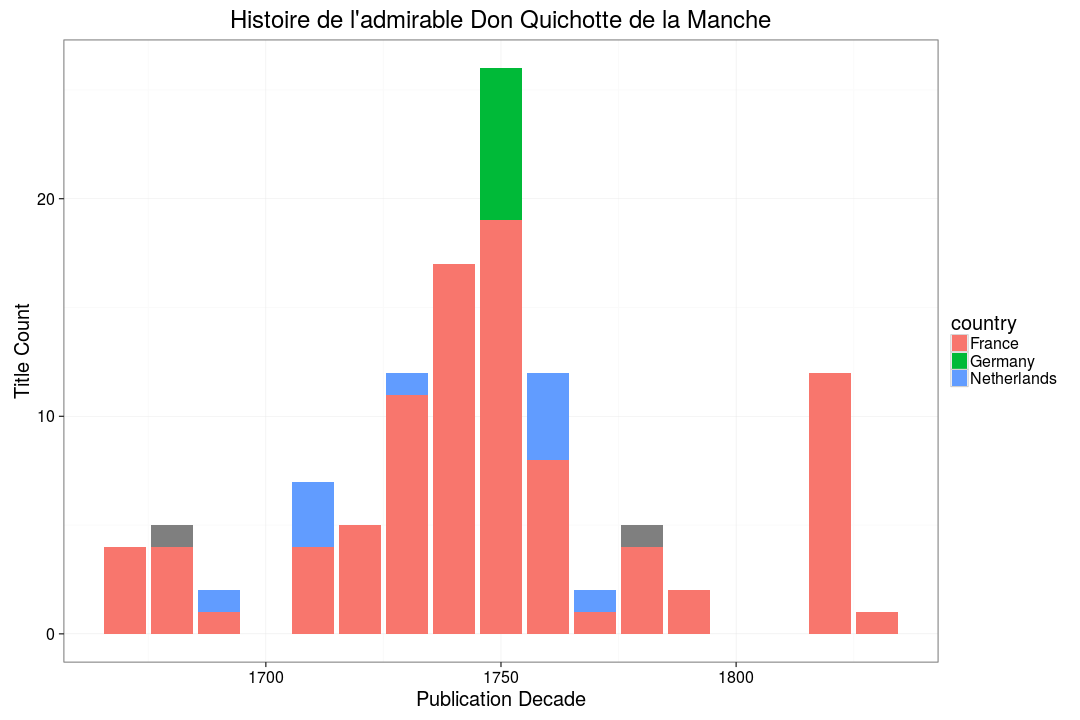 Histoire de l'admirable Don Quichotte de la Manche
Title Count
20
10
0
1700
1750
1800
Publication Decade
country
France
Germany
Netherlands